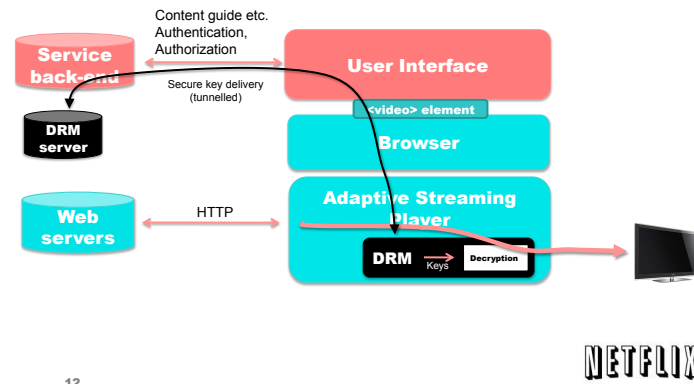 Content guide etc.
Authentication,
Authorization
Service
back-end
User Interface
Secure key delivery
(tunnelled)
<video> element
DRM
server
Browser
Adaptive Streaming
Player
Web
servers
HTTP
DRM
Keys
Decryption
NETFLIX
12